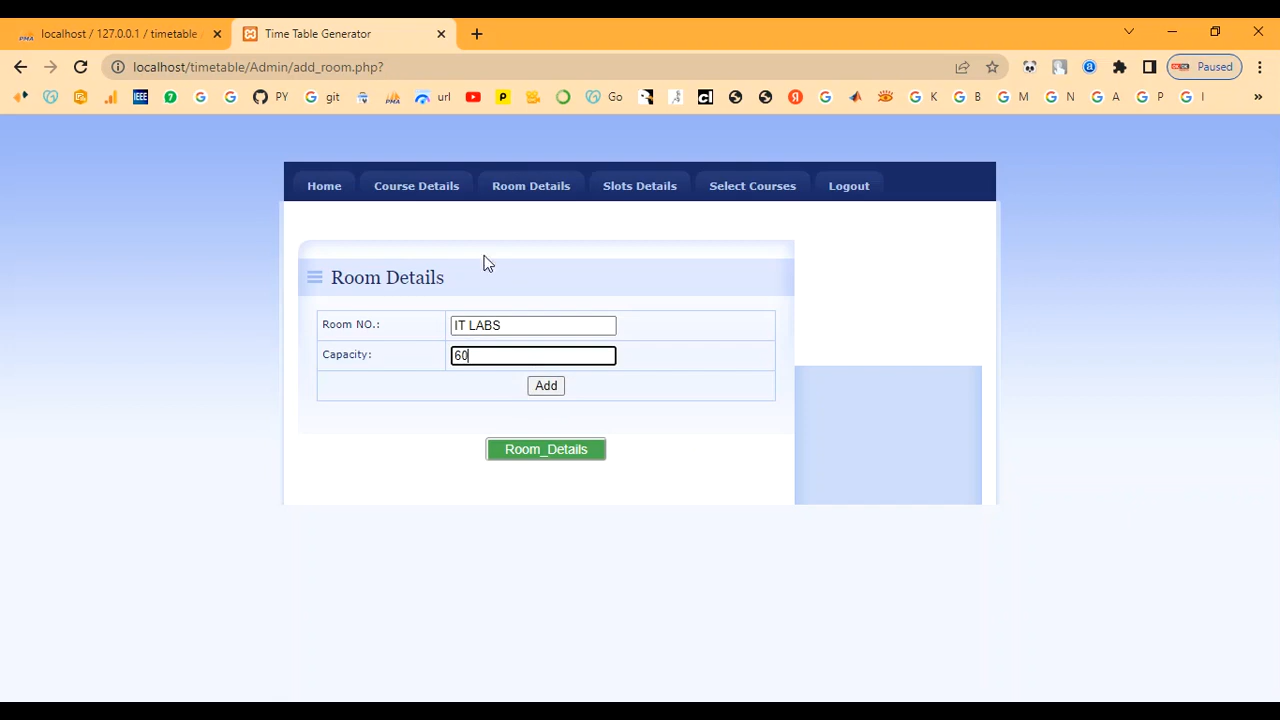 localhost / 127.0.0.1 / timetable
Time Table Generator
localhost/timetable/Admin/add_room.php?
Paused
IEEE
PY
git
url
Go
K
B
M
N
A
P
I
Home
Course Details
Room Details
Slots Details
Select Courses
Logout
Room Details
Room NO.:
IT LABS
Capacity:
60
Add
Room_Details